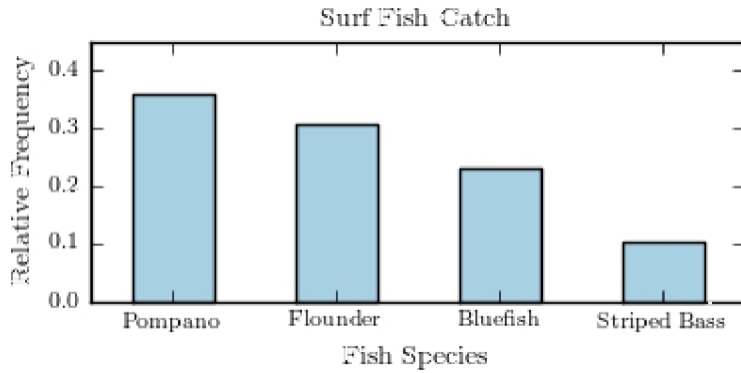 Surf Fish Catch
Relative Frequency
0.4
0.3
0.2
0.1
0.0
Pompano Flounder Bluefish Striped Bass
Fish Species